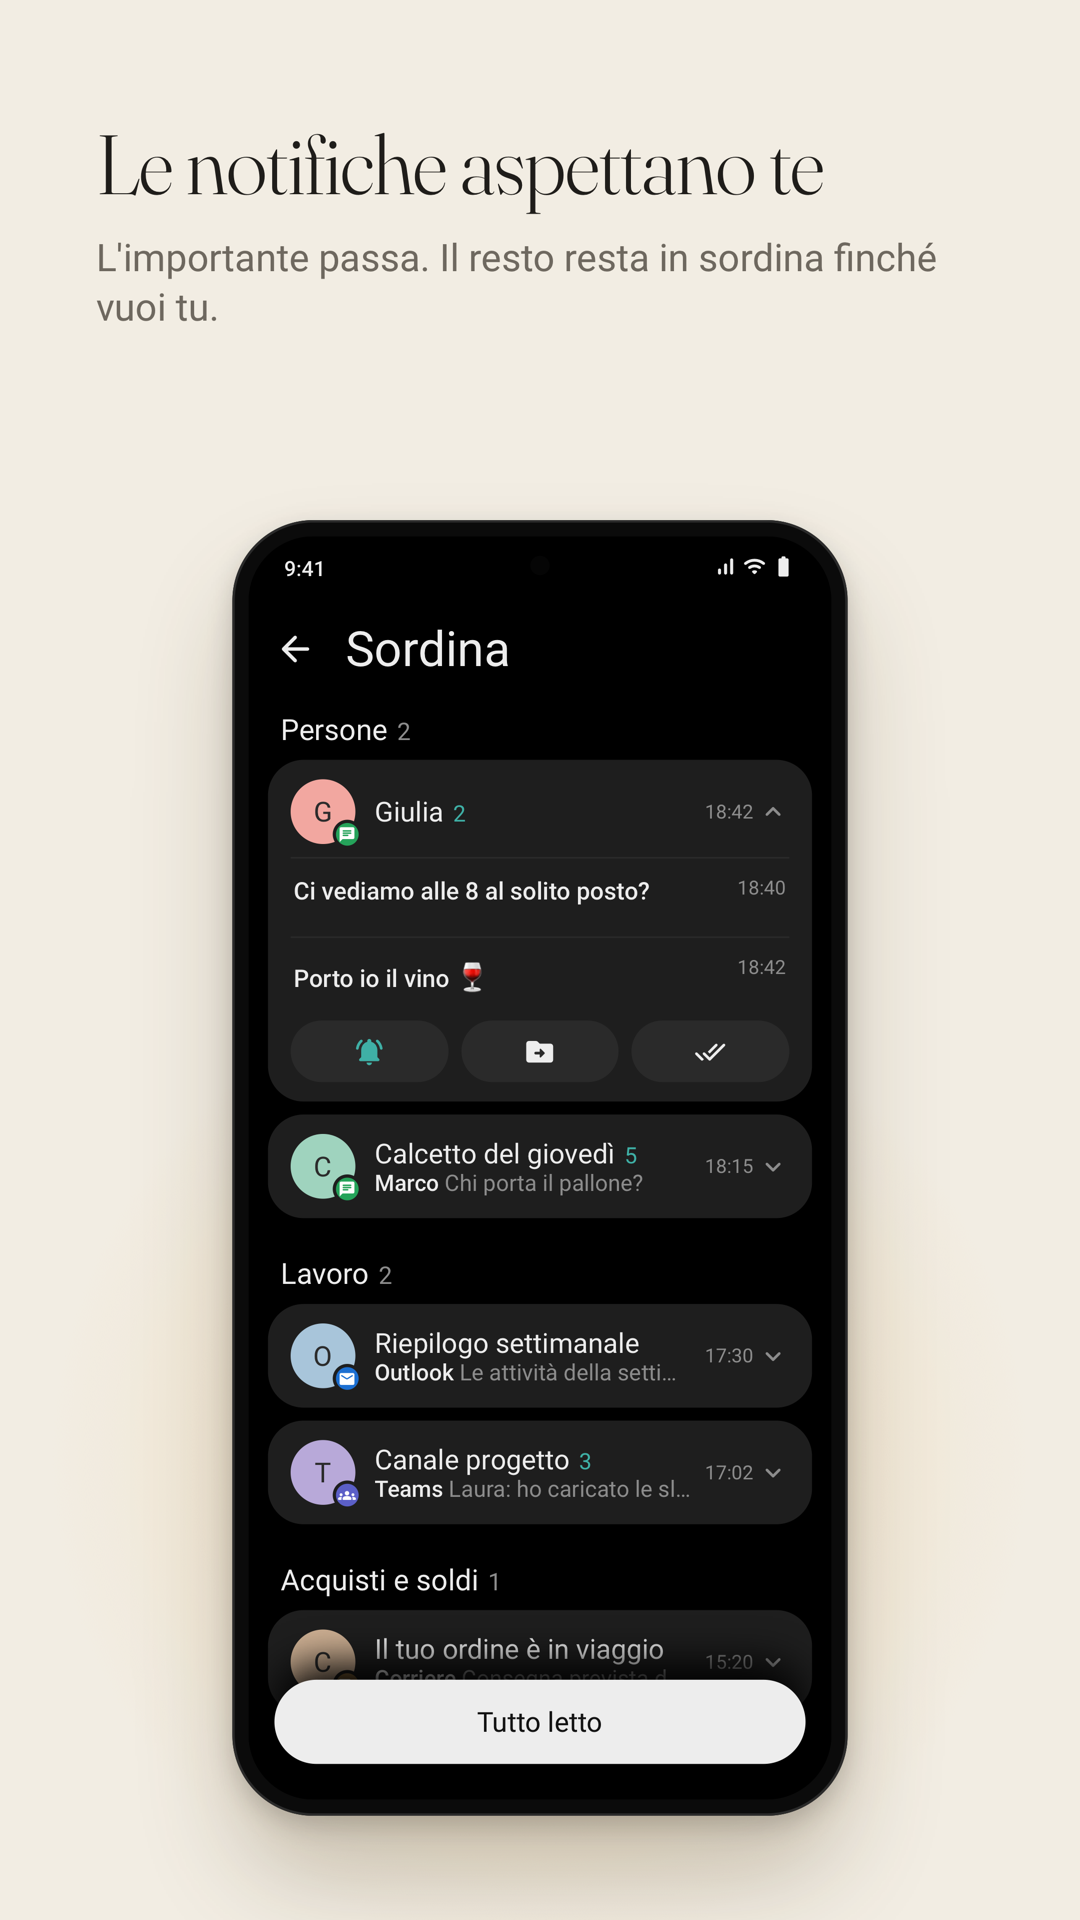 Le notifiche aspettano te
L'importante passa. Il resto resta in sordina finché
vuoi tu.
9:41
Sordina
Persone 2
G Giulia 2 18:42
Ci vediamo alle 8 al solito posto? 18:40
Porto io il vino 🍷 18:42
C Calcetto del giovedì 5 18:15
Marco Chi porta il pallone?
Lavoro 2
O Riepilogo settimanale 17:30
Outlook Le attività della setti...
T Canale progetto 3 17:02
Teams Laura: ho caricato le sl...
Acquisti e soldi 1
C Il tuo ordine è in viaggio 15:20
Corriere Consegna prevista d...
Tutto letto